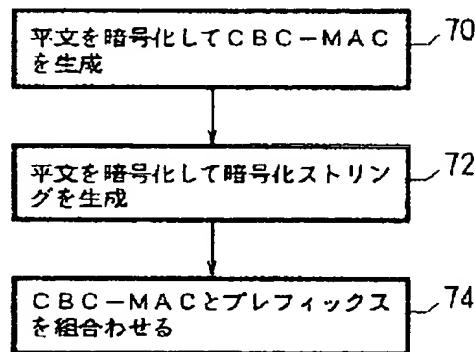 平文を暗号化してCBC-MAC
を生成
70
平文を暗号化して暗号化ストリン
グを生成
72
CBC-MACとプレフィックス
を組合わせる
74